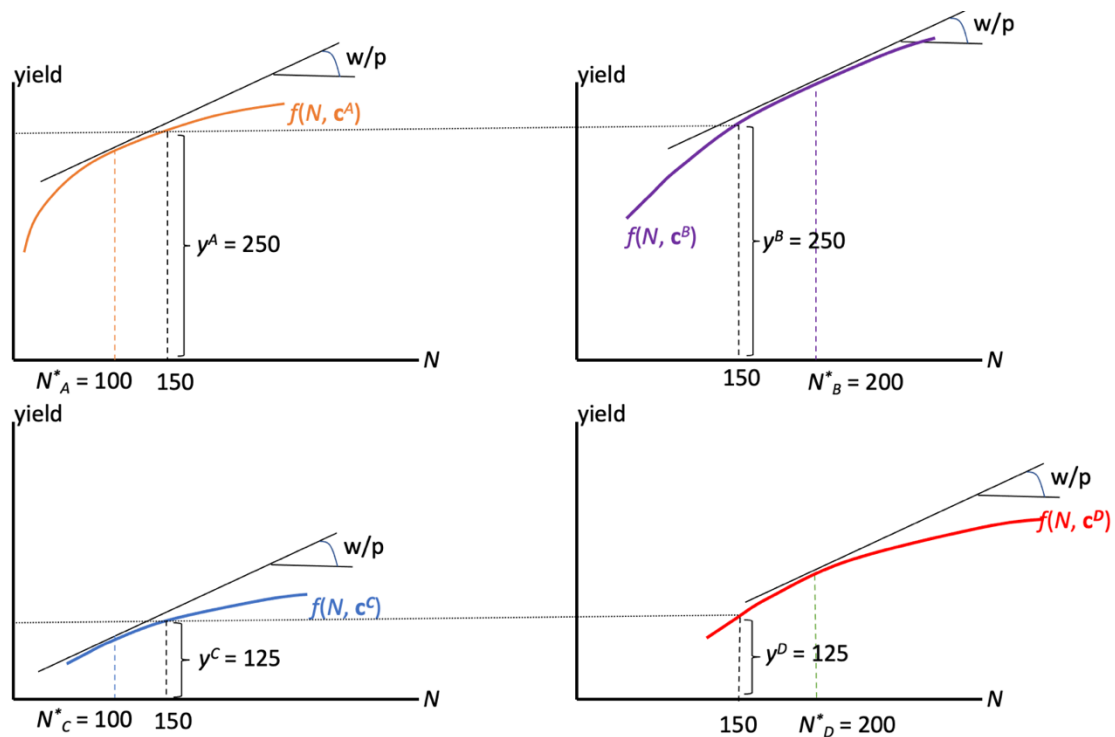 w/p
yield
f(N, c^A)
y^A = 250
N
N*_A = 100
150
w/p
f(N, c^B)
y^B = 250
N
150
N*_B = 200
yield
w/p
f(N, c^C)
y^C = 125
N
N*_C = 100
150
yield
w/p
f(N, c^D)
y^D = 125
N
150
N*_D = 200
yield